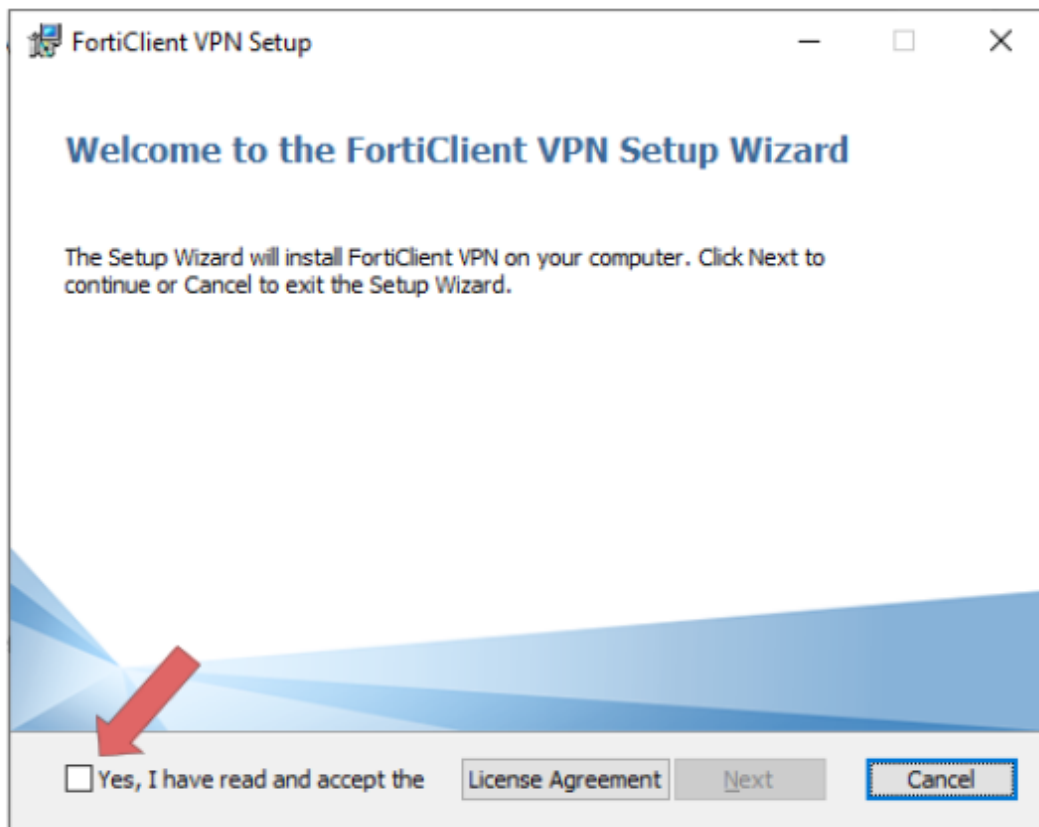 FortiClient VPN Setup
Welcome to the FortiClient VPN Setup Wizard
The Setup Wizard will install FortiClient VPN on your computer. Click Next to
continue or Cancel to exit the Setup Wizard.
Yes, I have read and accept the License Agreement Next Cancel